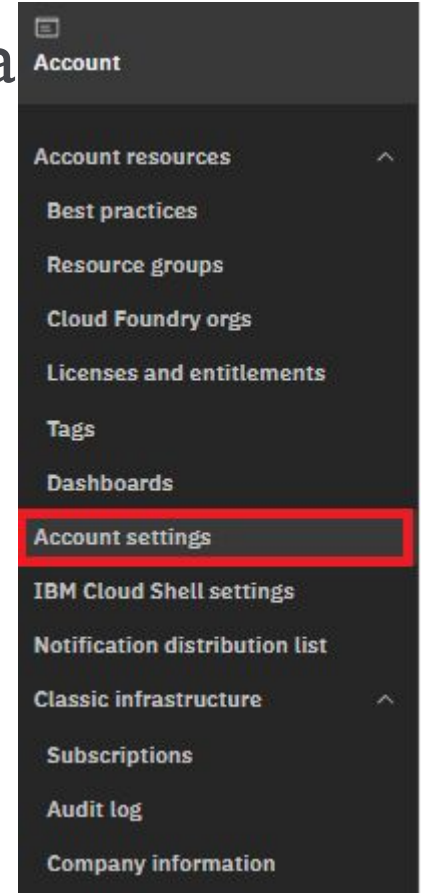 a
Account
Account resources
Best practices
Resource groups
Cloud Foundry orgs
Licenses and entitlements
Tags
Dashboards
Account settings
IBM Cloud Shell settings
Notification distribution list
Classic infrastructure
Subscriptions
Audit log
Company information